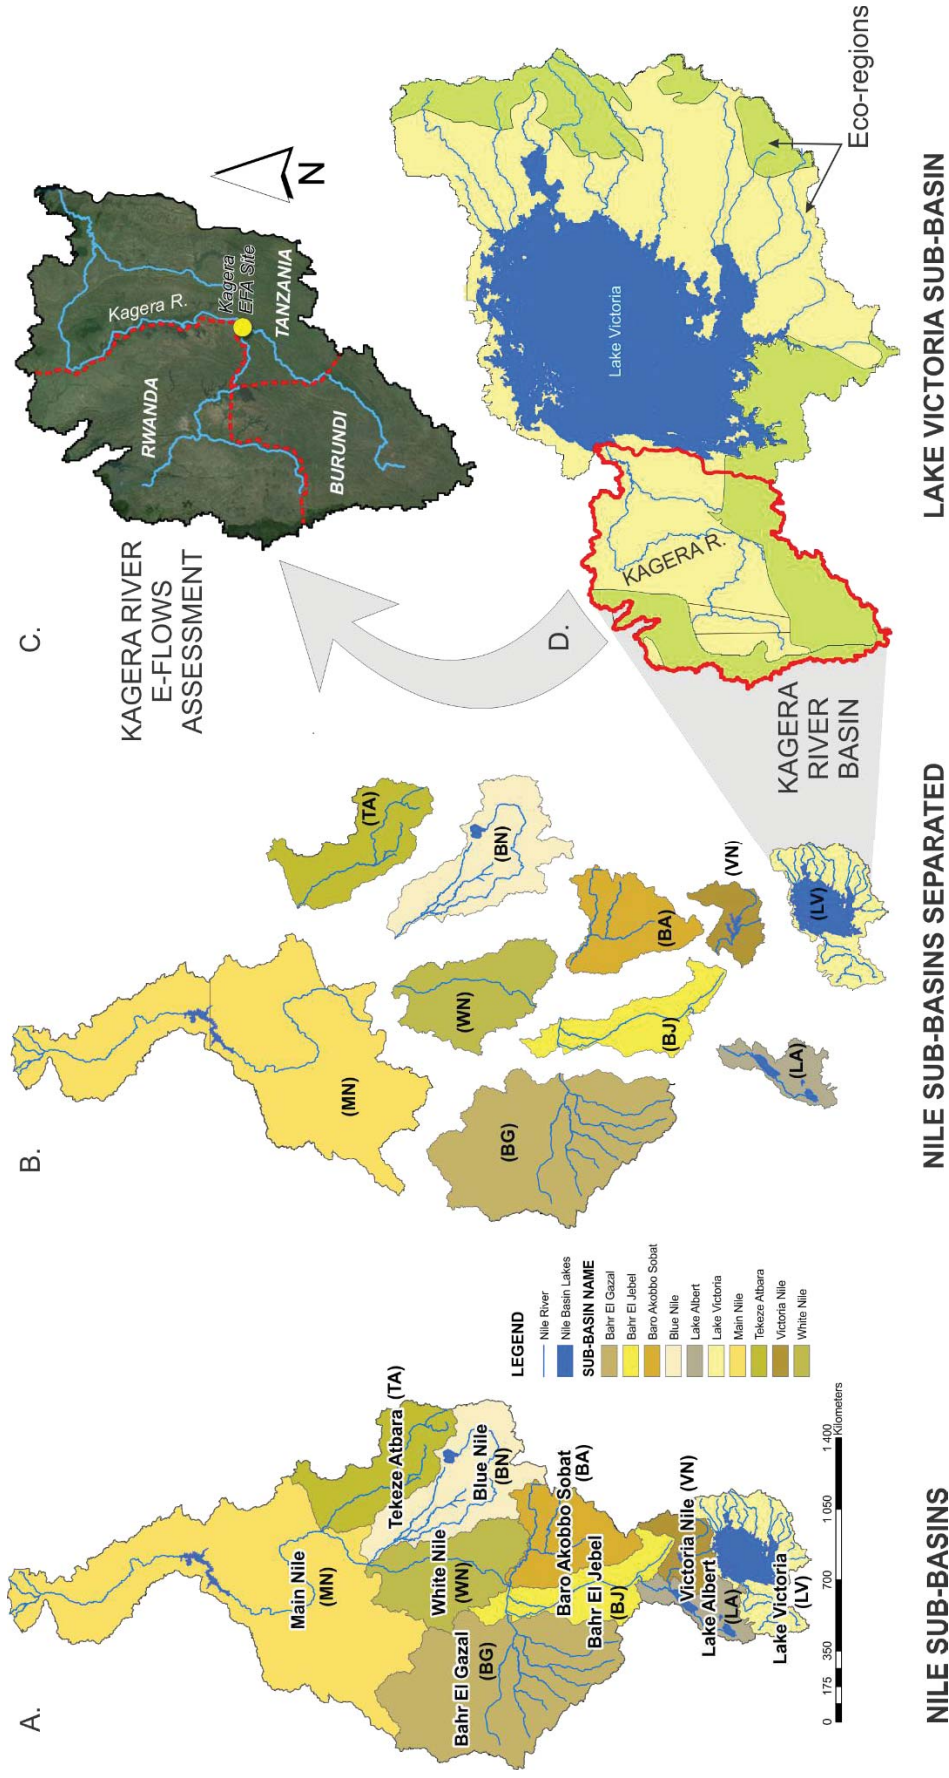 A.
Main Nile
(MN)
Tekeze Atbara (TA)
Blue Nile
(BN)
White Nile
(WN)
Bahr El Gazal
(BG)
Baro Akobbo Sobat
(BA)
Bahr El Jebel
(BJ)
Victoria Nile (VN)
Lake Albert
(LA)
Lake Victoria
(LV)
0 175 350 700 1 050 1 400
Kilometers
LEGEND
Nile River
Nile Basin Lakes
SUB-BASIN NAME
Bahr El Gazal
Bahr El Jebel
Baro Akobbo Sobat
Blue Nile
Lake Albert
Lake Victoria
Main Nile
Tekeze Atbara
Victoria Nile
White Nile
NILE SUB-BASINS
B.
(MN)
(TA)
(BN)
(WN)
(BG)
(BA)
(BJ)
(VN)
(LA)
(LV)
NILE SUB-BASINS SEPARATED
C.
KAGERA RIVER
E-FLOWS
ASSESSMENT
RWANDA
Kagera R.
Kagera
EFA Site
TANZANIA
BURUNDI
N
D.
KAGERA R.
Lake Victoria
KAGERA
RIVER
BASIN
Eco-regions
LAKE VICTORIA SUB-BASIN